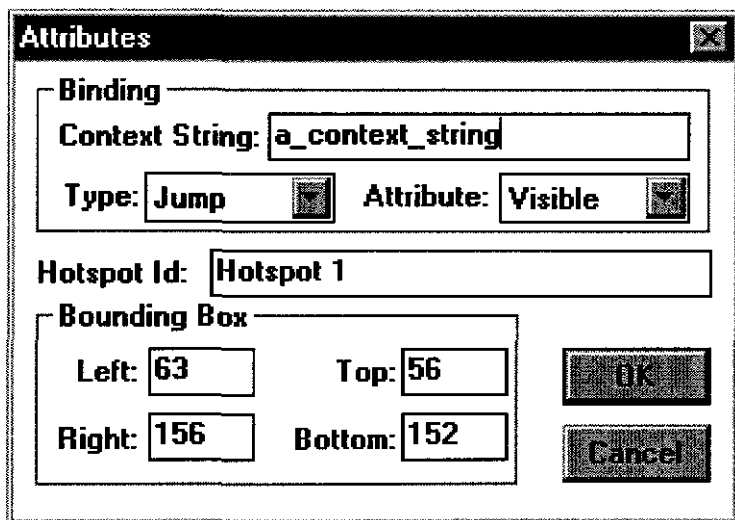 Attributes
Binding
Context String: a_context_string
Type: Jump Attribute: Visible
Hotspot Id: Hotspot 1
Bounding Box
Left: 63 Top: 56 OK
Right: 156 Bottom: 152 Cancel